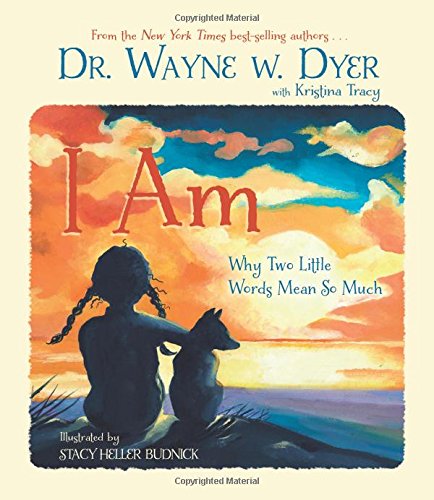 Copyrighted Material
From the New York Times best-selling authors . . .
DR. WAYNE W. DYER
with Kristina Tracy
I Am
Why Two Little
Words Mean So Much
Illustrated by
STACY HELLER BUDNICK
Copyrighted Material